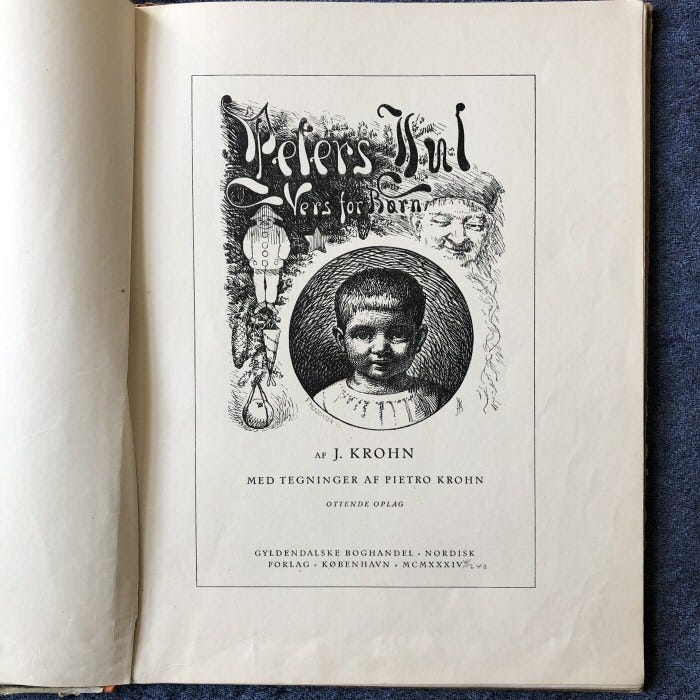 Peters Jul
Vers for Børn
AF J. KROHN
MED TEGNINGER AF PIETRO KROHN
OTTENDE OPLAG
GYLDENDALSKE BOGHANDEL · NORDISK
FORLAG · KØBENHAVN · MCMXXXIV